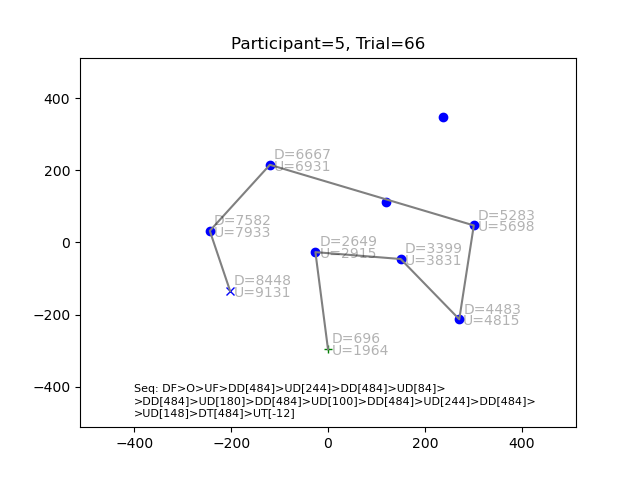 Participant=5, Trial=66
400
200
0
−200
−400
−400
−200
0
200
400
D=6667
U=6931
D=7582
U=7933
D=8448
U=9131
D=2649
U=2915
D=3399
U=3831
D=5283
U=5698
D=4483
U=4815
D=696
U=1964
Seq: DF>O>UF>DD[484]>UD[244]>DD[484]>UD[84]>
>DD[484]>UD[180]>DD[484]>UD[100]>DD[484]>UD[244]>DD[484]>
>UD[148]>DT[484]>UT[-12]